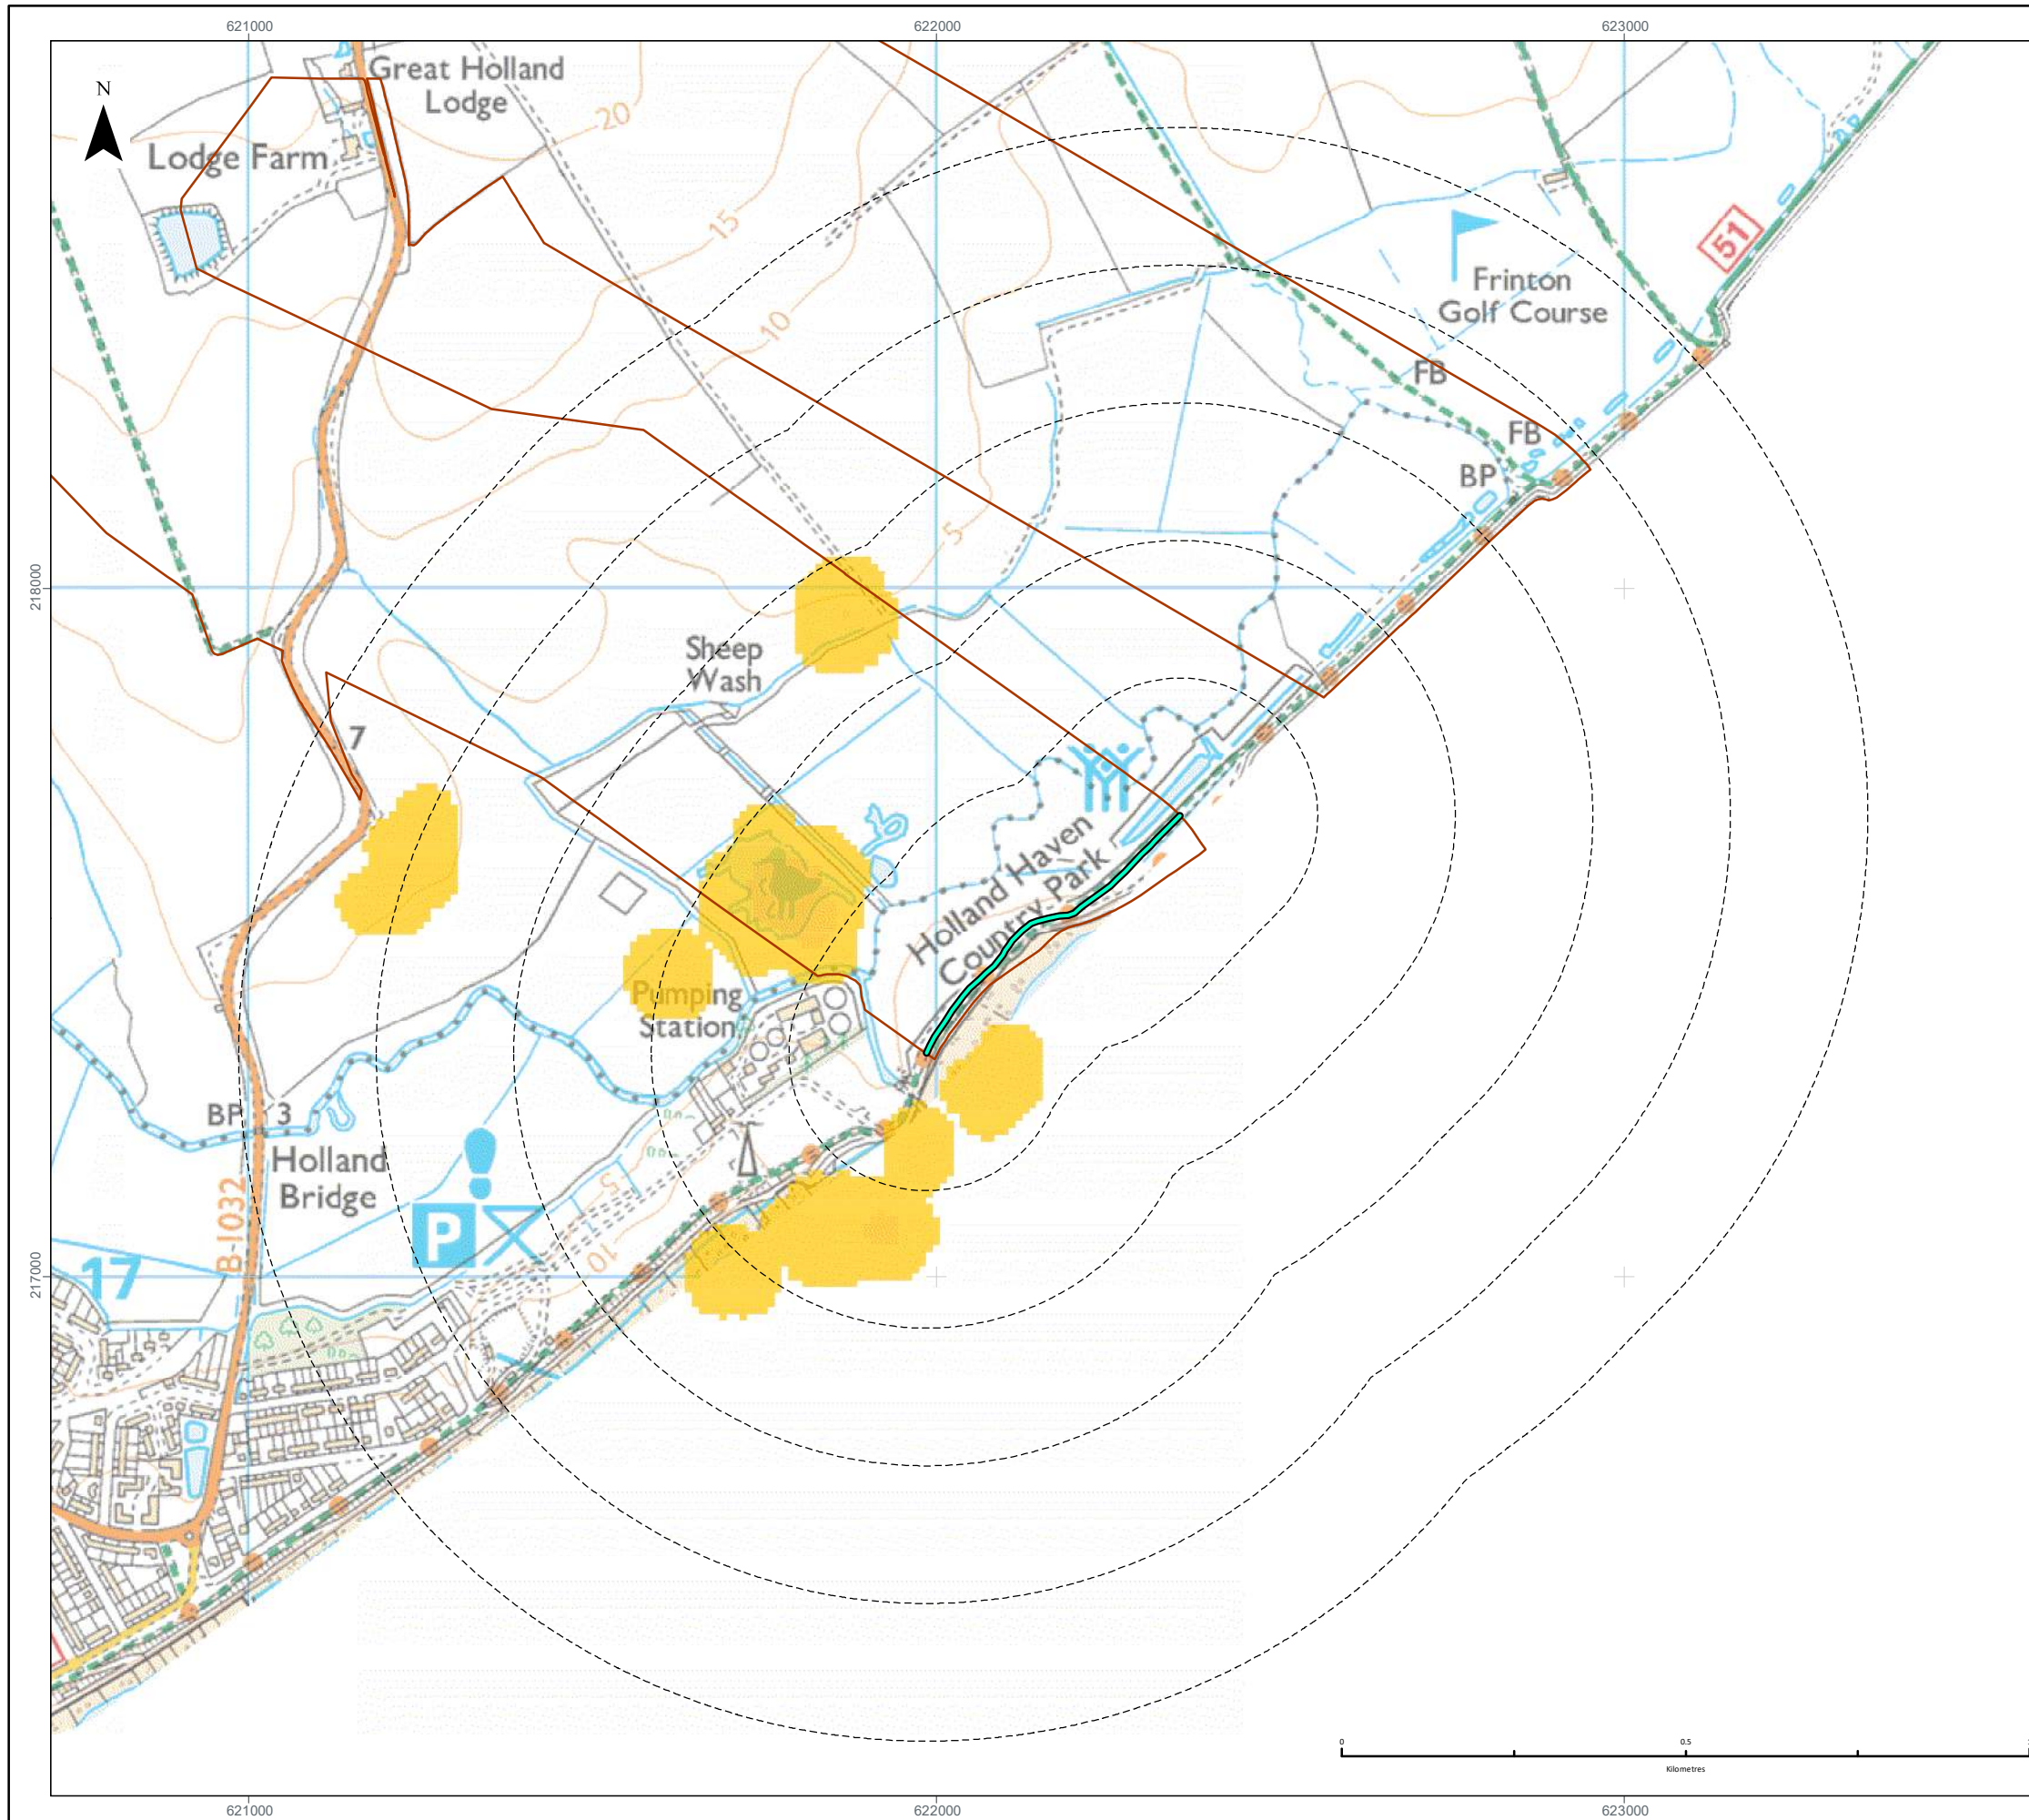 621000
622000
623000
N
Great Holland
Lodge
20
Lodge Farm
15
51
Frinton
Golf Course
10
FB
FB
BP
5
218000
Sheep
Wash
7
Holland Haven
Country Park
Pumping
Station
BP
3
Holland
Bridge
B1032
P
5
10
17
217000
0
0.5
Kilometres
621000
622000
623000